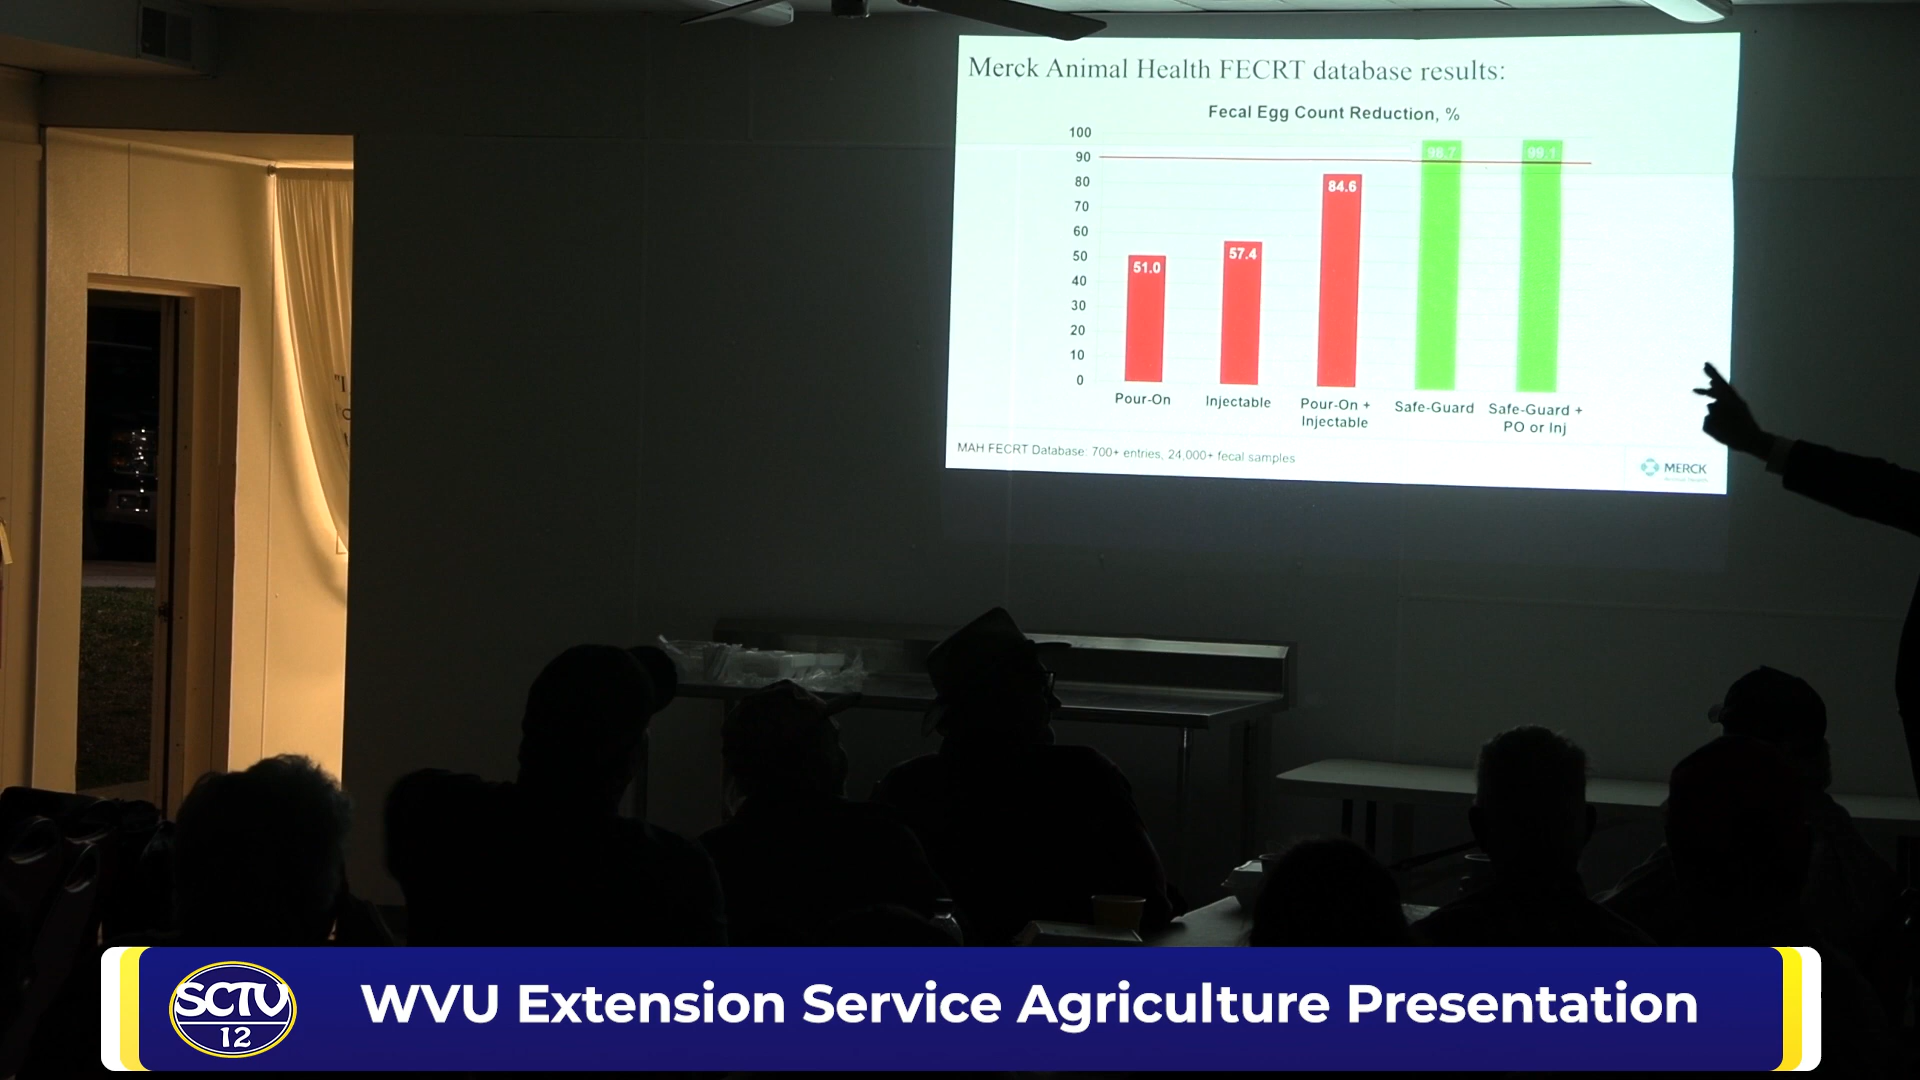 Merck Animal Health FECRT database results:
Fecal Egg Count Reduction, %
100
90
80
70
60
50
40
30
20
10
0
51.0
57.4
84.6
98.7
99.1
Pour-On
Injectable
Pour-On +
Injectable
Safe-Guard
Safe-Guard +
PO or Inj
MAH FECRT Database: 700+ entries, 24,000+ fecal samples
MERCK
Animal Health
"I
SCTV
12
WVU Extension Service Agriculture Presentation